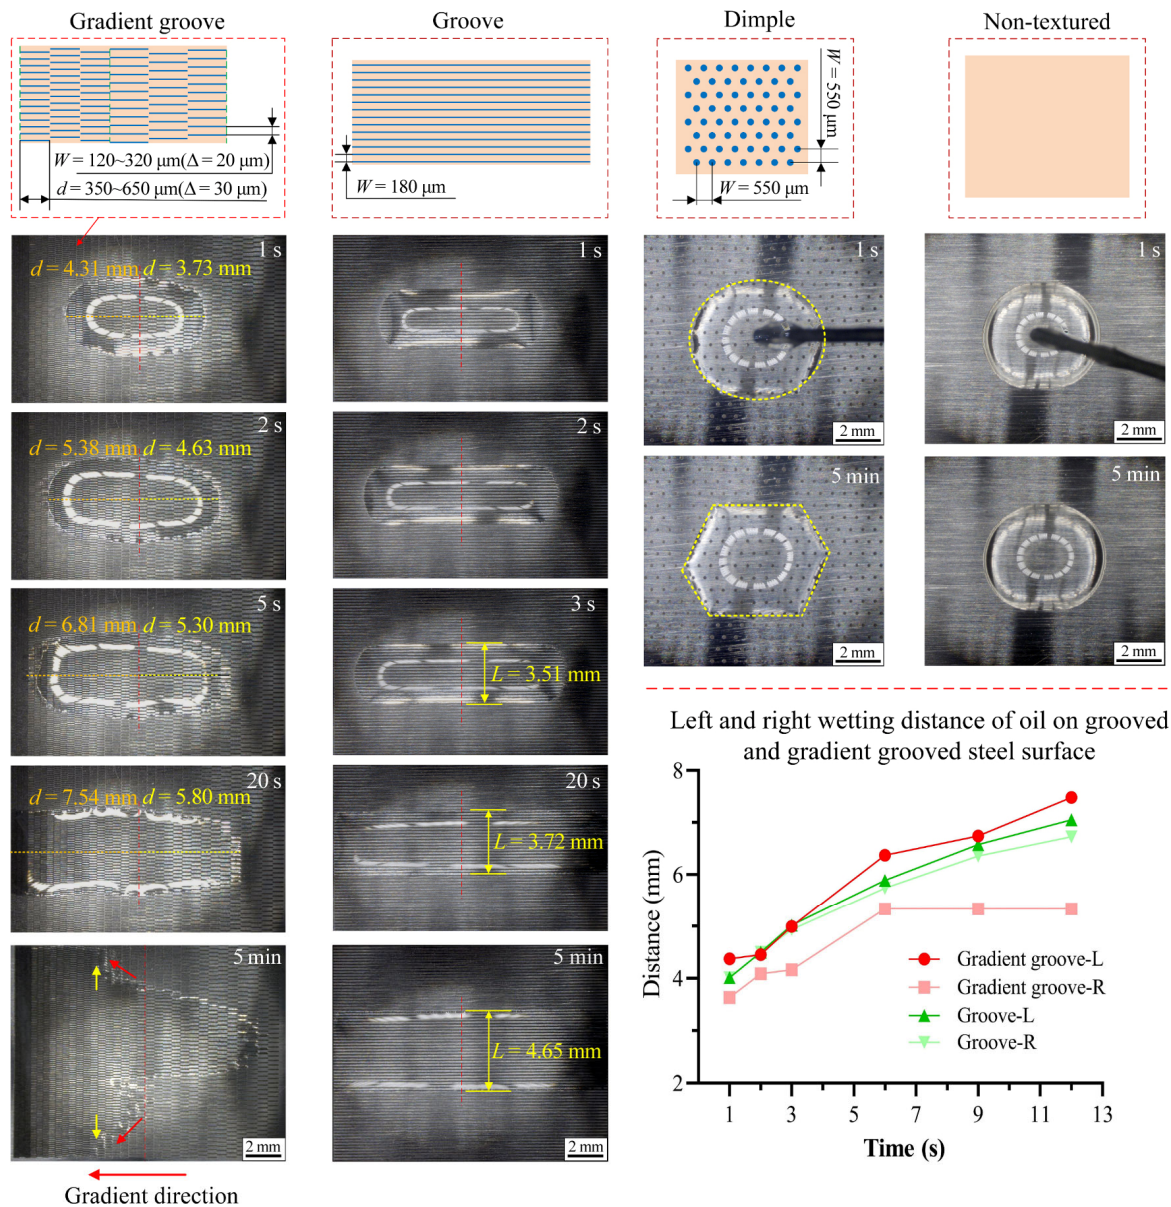 Gradient groove
W = 120~320 μm(Δ = 20 μm)
d = 350~650 μm(Δ = 30 μm)
Groove
W = 180 μm
Dimple
W = 550 μm
W = 550 μm
Non-textured
1 s
d = 4.31 mm d = 3.73 mm
2 s
d = 5.38 mm d = 4.63 mm
5 s
d = 6.81 mm d = 5.30 mm
20 s
d = 7.54 mm d = 5.80 mm
5 min
2 mm
Gradient direction
1 s
2 s
3 s
L = 3.51 mm
20 s
L = 3.72 mm
5 min
L = 4.65 mm
2 mm
1 s
2 mm
5 min
2 mm
1 s
2 mm
5 min
2 mm
Left and right wetting distance of oil on grooved
and gradient grooved steel surface
Distance (mm)
8
6
4
2
Gradient groove-L
Gradient groove-R
Groove-L
Groove-R
1 3 5 7 9 11 13
Time (s)